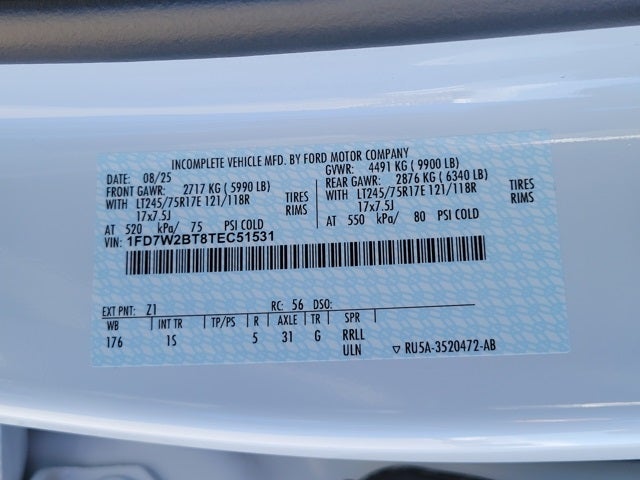 INCOMPLETE VEHICLE MFD. BY FORD MOTOR COMPANY
DATE: 08/25 GVWR: 4491 KG ( 9900 LB)
FRONT GAWR: 2717 KG ( 5990 LB) REAR GAWR: 2876 KG ( 6340 LB)
WITH LT245/75R17E 121/118R TIRES WITH LT245/75R17E 121/118R TIRES
17x7.5J RIMS 17x7.5J RIMS
AT 520 kPa/ 75 PSI COLD AT 550 kPa/ 80 PSI COLD
VIN: 1FD7W2BT8TEC51531
EXT PNT: Z1 RC: 56 DSO:
WB INT TR TP/PS R AXLE TR SPR
176 1S 5 31 G RRLL
ULN ▽ RU5A-3520472-AB